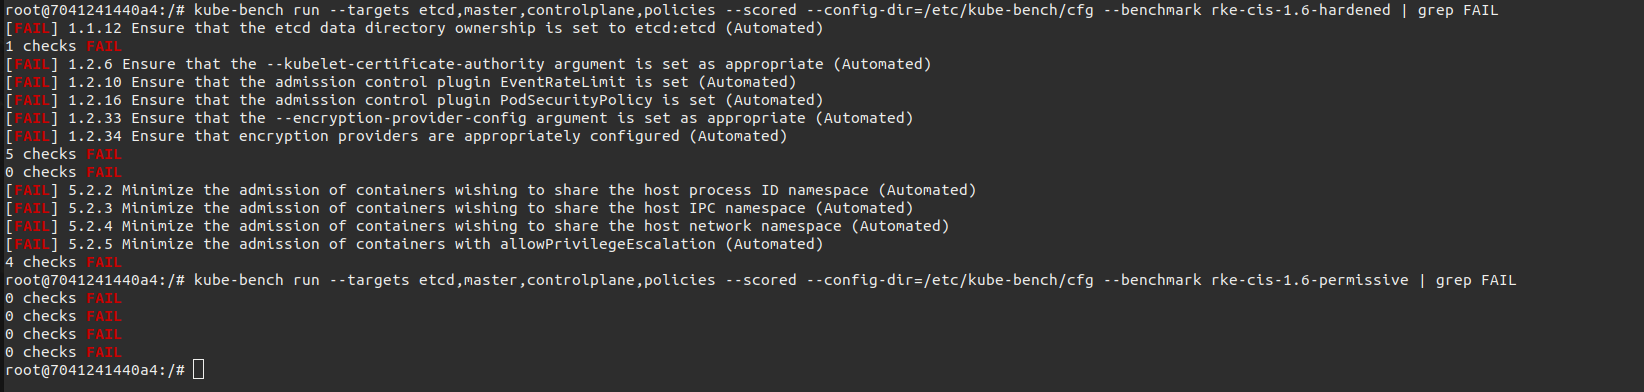 root@7041241440a4:/# kube-bench run --targets etcd,master,controlplane,policies --scored --config-dir=/etc/kube-bench/cfg --benchmark rke-cis-1.6-hardened | grep FAIL
[FAIL] 1.1.12 Ensure that the etcd data directory ownership is set to etcd:etcd (Automated)
1 checks FAIL
[FAIL] 1.2.6 Ensure that the --kubelet-certificate-authority argument is set as appropriate (Automated)
[FAIL] 1.2.10 Ensure that the admission control plugin EventRateLimit is set (Automated)
[FAIL] 1.2.16 Ensure that the admission control plugin PodSecurityPolicy is set (Automated)
[FAIL] 1.2.33 Ensure that the --encryption-provider-config argument is set as appropriate (Automated)
[FAIL] 1.2.34 Ensure that encryption providers are appropriately configured (Automated)
5 checks FAIL
0 checks FAIL
[FAIL] 5.2.2 Minimize the admission of containers wishing to share the host process ID namespace (Automated)
[FAIL] 5.2.3 Minimize the admission of containers wishing to share the host IPC namespace (Automated)
[FAIL] 5.2.4 Minimize the admission of containers wishing to share the host network namespace (Automated)
[FAIL] 5.2.5 Minimize the admission of containers with allowPrivilegeEscalation (Automated)
4 checks FAIL
root@7041241440a4:/# kube-bench run --targets etcd,master,controlplane,policies --scored --config-dir=/etc/kube-bench/cfg --benchmark rke-cis-1.6-permissive | grep FAIL
0 checks FAIL
0 checks FAIL
0 checks FAIL
0 checks FAIL
root@7041241440a4:/#